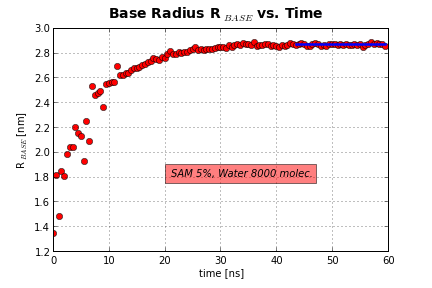 Base Radius R BASE vs. Time
3.0
2.8
2.6
2.4
2.2
2.0
1.8
1.6
1.4
1.2
R BASE [nm]
SAM 5%, Water 8000 molec.
0 10 20 30 40 50 60
time [ns]